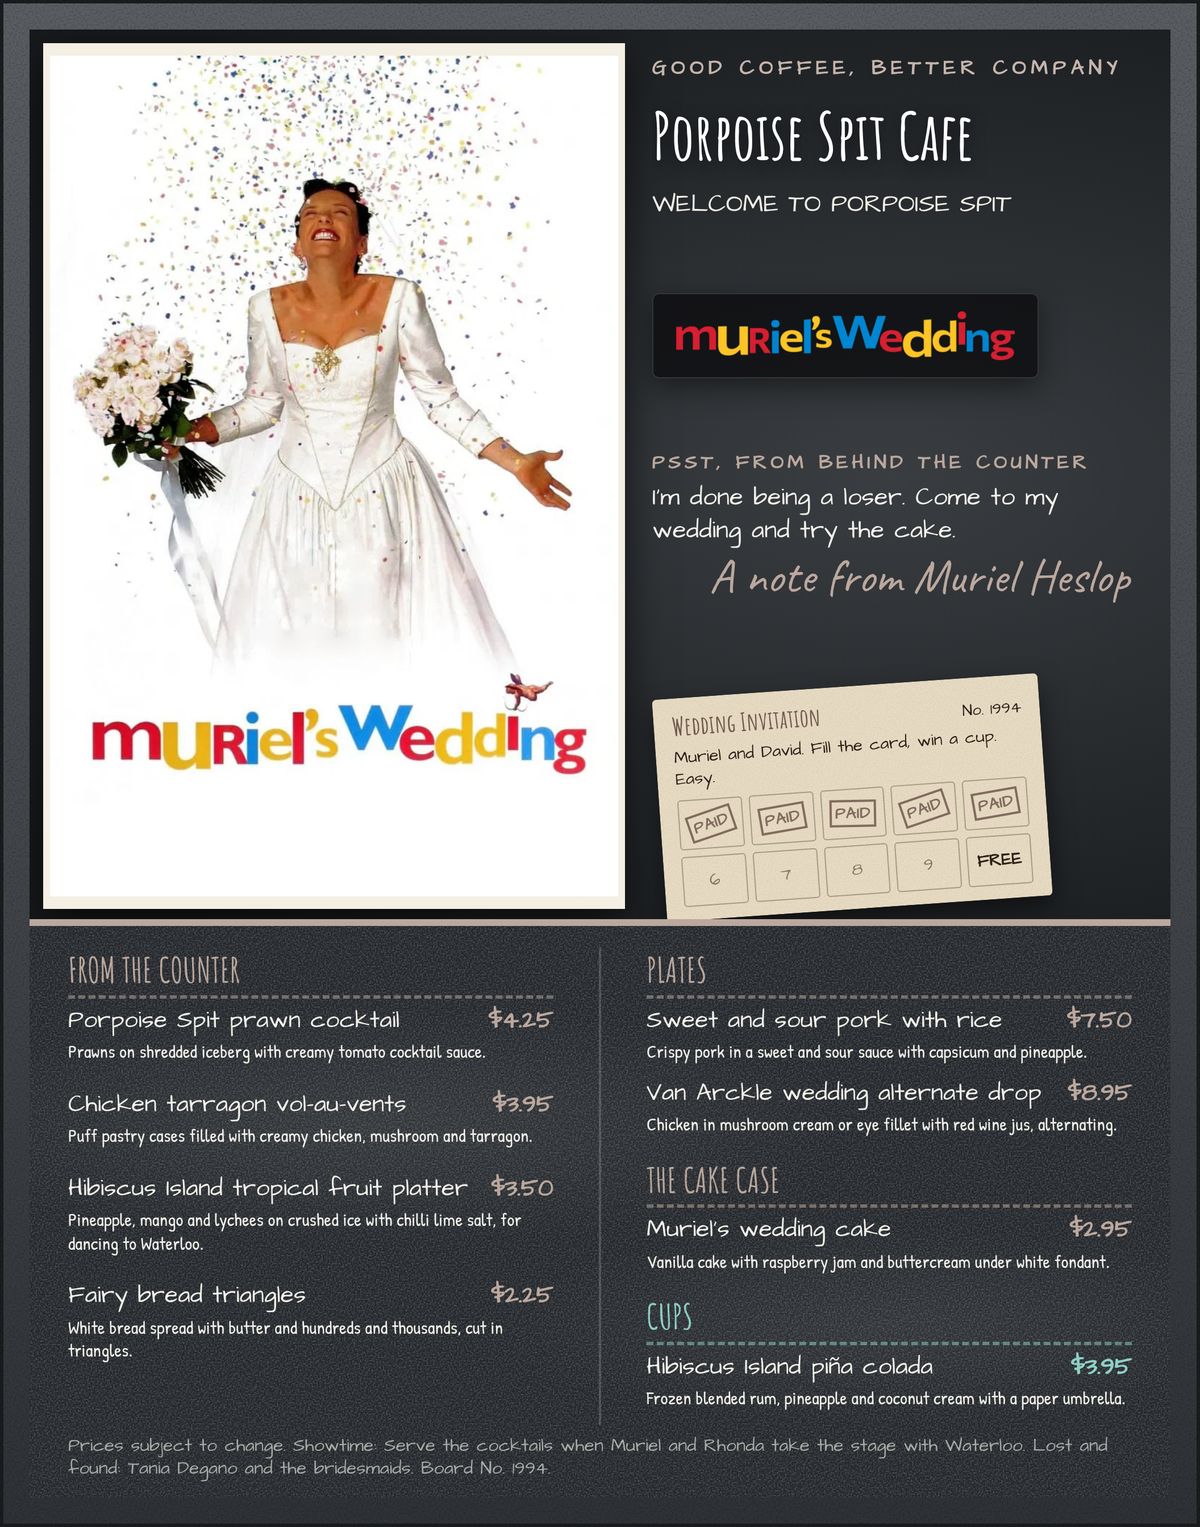 GOOD COFFEE, BETTER COMPANY
PORPOISE SPIT CAFE
WELCOME TO PORPOISE SPIT
muRiel's Wedding
PSST, FROM BEHIND THE COUNTER
I'm done being a loser. Come to my
wedding and try the cake.
A note from Muriel Heslop
muRiel's Wedding
WEDDING INVITATION
No. 1994
Muriel and David. Fill the card, win a cup.
Easy.
PAID PAID PAID PAID PAID
6 7 8 9 FREE
FROM THE COUNTER
Porpoise Spit prawn cocktail $4.25
Prawns on shredded iceberg with creamy tomato cocktail sauce.
Chicken tarragon vol-au-vents $3.95
Puff pastry cases filled with creamy chicken, mushroom and tarragon.
Hibiscus Island tropical fruit platter $3.50
Pineapple, mango and lychees on crushed ice with chilli lime salt, for
dancing to Waterloo.
Fairy bread triangles $2.25
White bread spread with butter and hundreds and thousands, cut in
triangles.
PLATES
Sweet and sour pork with rice $7.50
Crispy pork in a sweet and sour sauce with capsicum and pineapple.
Van Arckle wedding alternate drop $8.95
Chicken in mushroom cream or eye fillet with red wine jus, alternating.
THE CAKE CASE
Muriel's wedding cake $2.95
Vanilla cake with raspberry jam and buttercream under white fondant.
CUPS
Hibiscus Island piña colada $3.95
Frozen blended rum, pineapple and coconut cream with a paper umbrella.
Prices subject to change. Showtime: Serve the cocktails when Muriel and Rhonda take the stage with Waterloo. Lost and
found: Tania Degano and the bridesmaids. Board No. 1994.